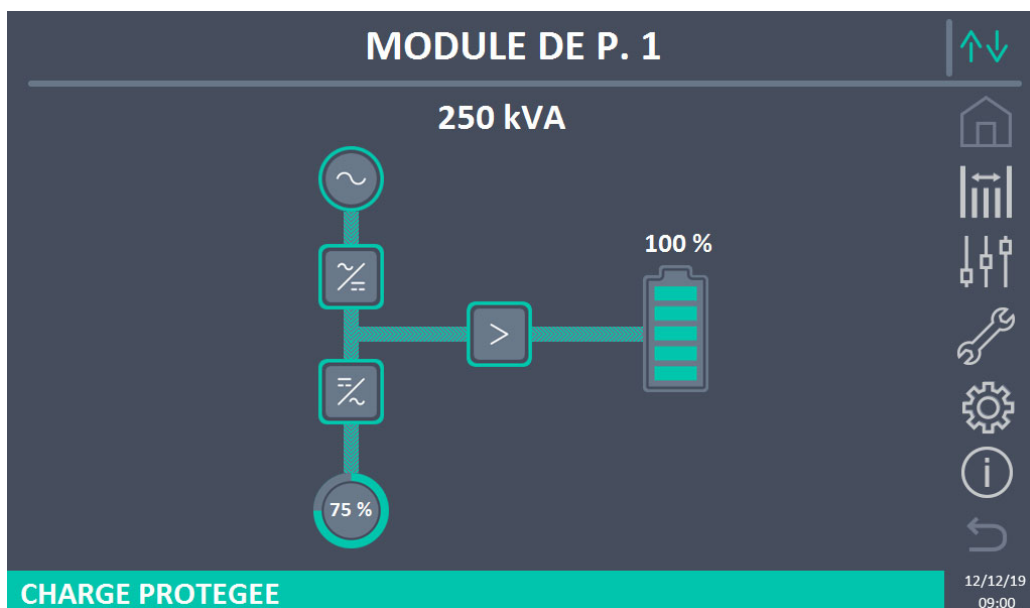 MODULE DE P. 1
250 kVA
100 %
75 %
CHARGE PROTEGEE
12/12/19
09:00